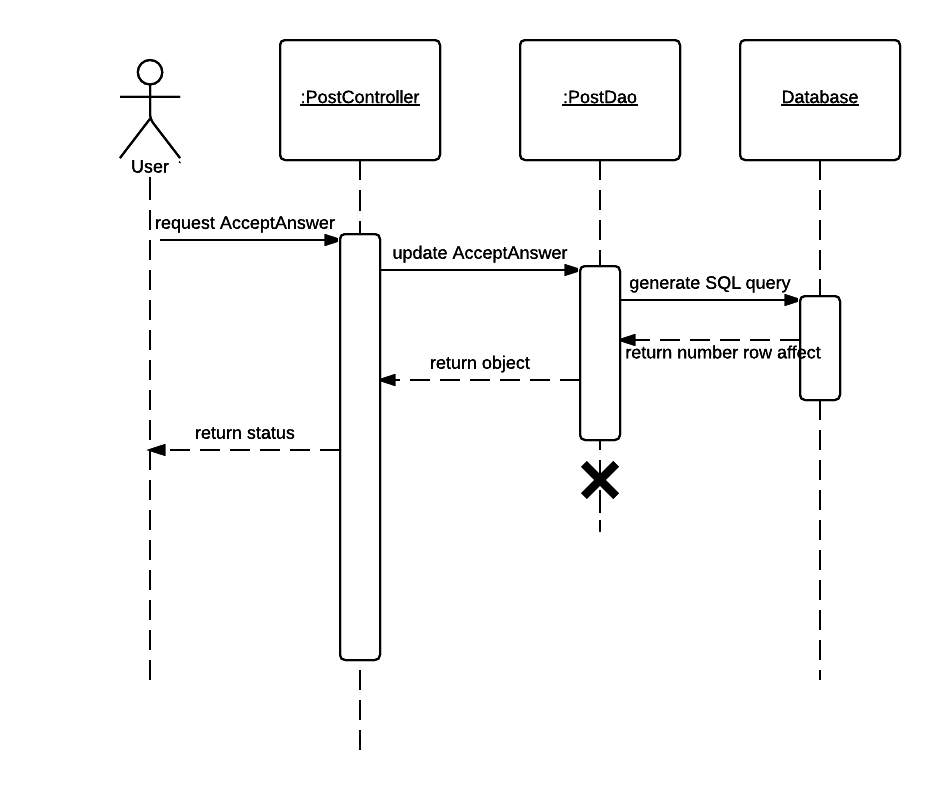 :PostController
:PostDao
Database
User
request AcceptAnswer
update AcceptAnswer
generate SQL query
return number row affect
return object
return status